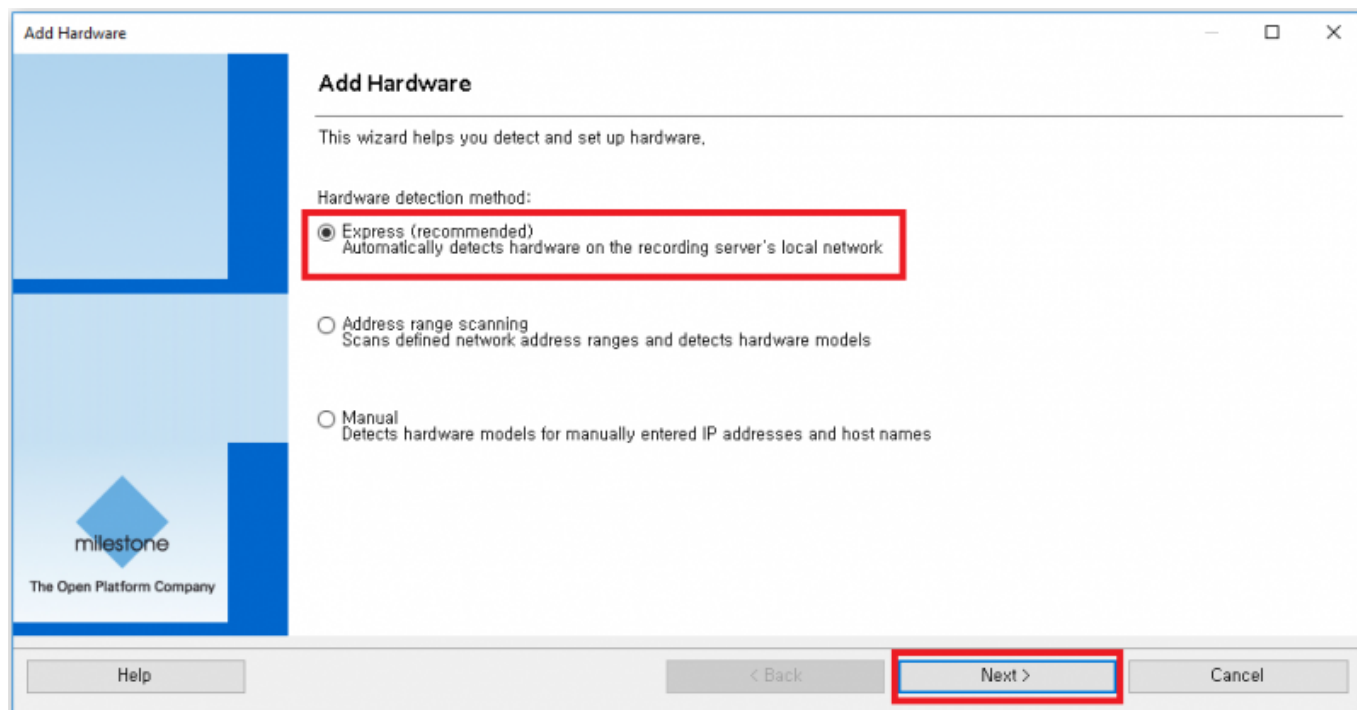 Add Hardware
Add Hardware
This wizard helps you detect and set up hardware,
Hardware detection method:
Express (recommended)
Automatically detects hardware on the recording server's local network
Address range scanning
Scans defined network address ranges and detects hardware models
Manual
Detects hardware models for manually entered IP addresses and host names
milestone
The Open Platform Company
Help
< Back
Next >
Cancel